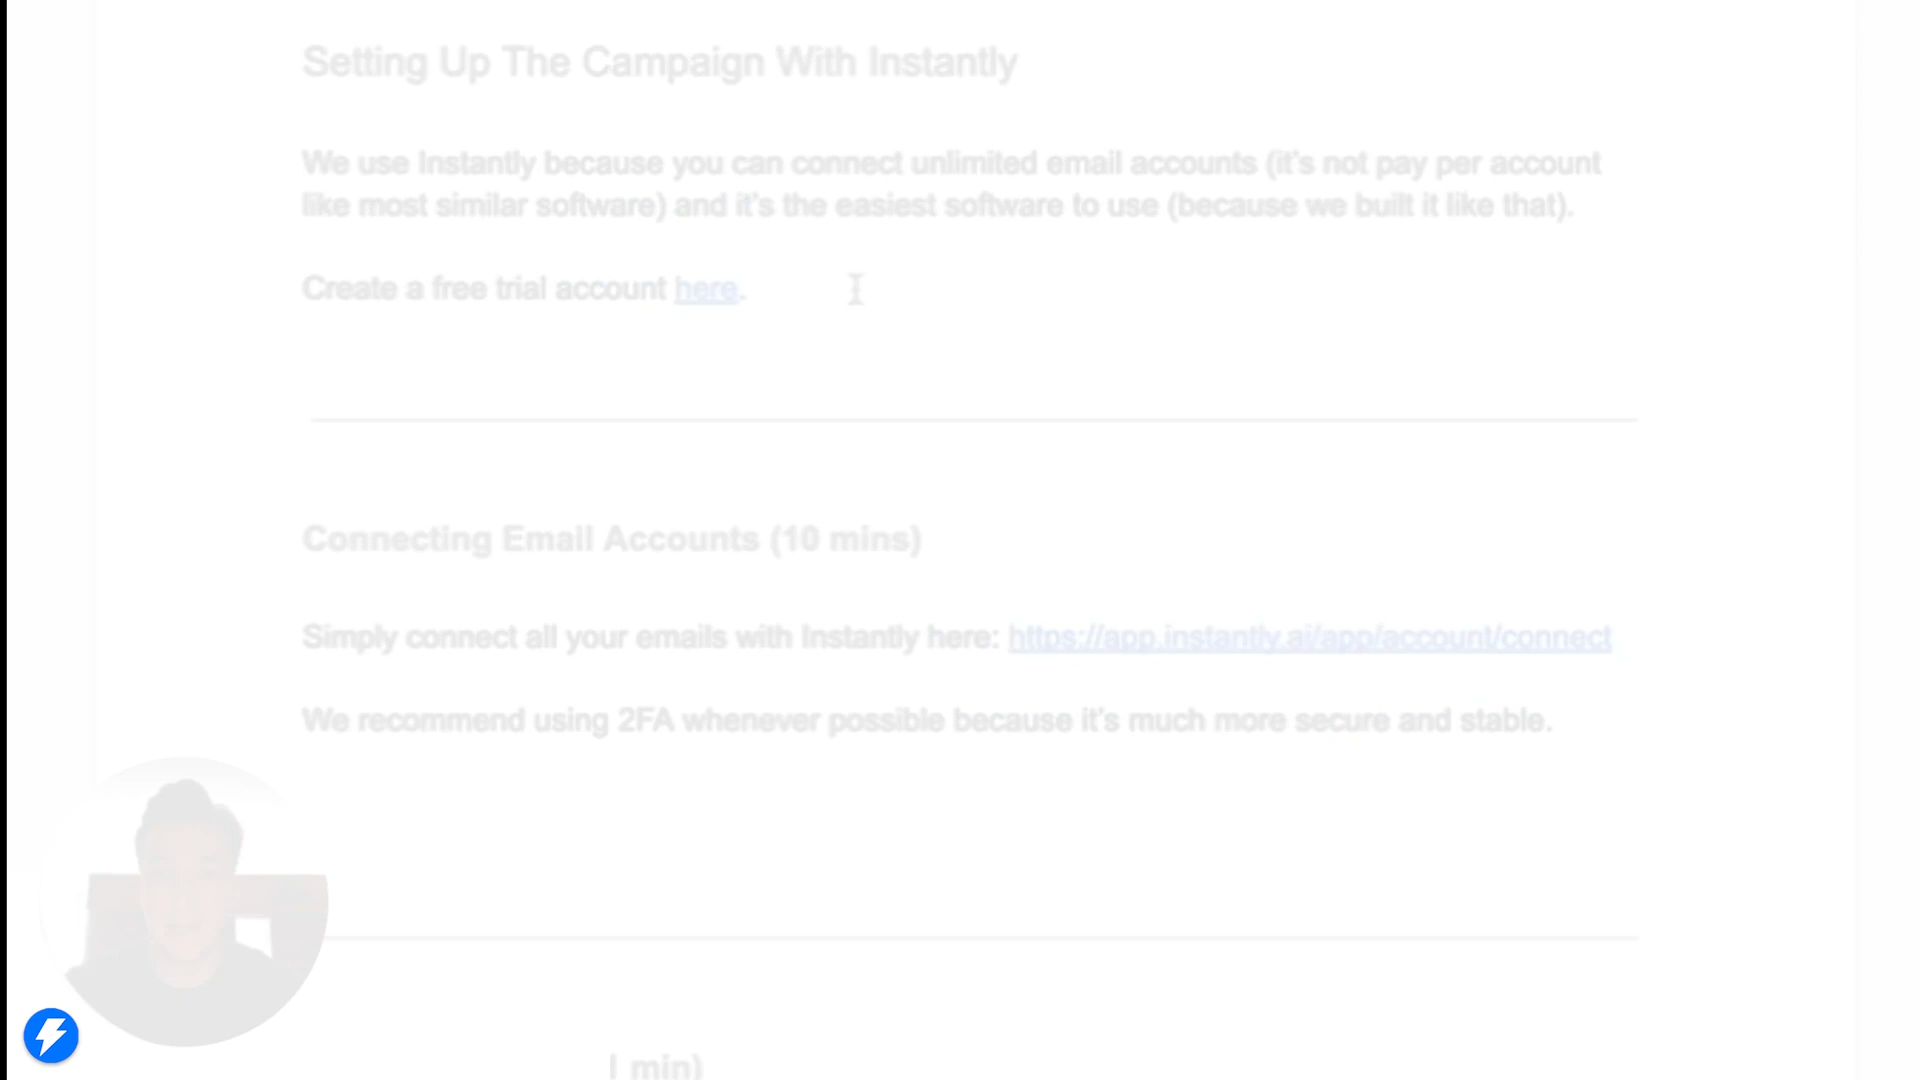 Setting Up The Campaign With Instantly
We use Instantly because you can connect unlimited email accounts (it's not pay per account
like most similar software) and it's the easiest software to use (because we built it like that).
Create a free trial account here.
Connecting Email Accounts (10 mins)
Simply connect all your emails with Instantly here: https://app.instantly.ai/app/account/connect
We recommend using 2FA whenever possible because it's much more secure and stable.
min)